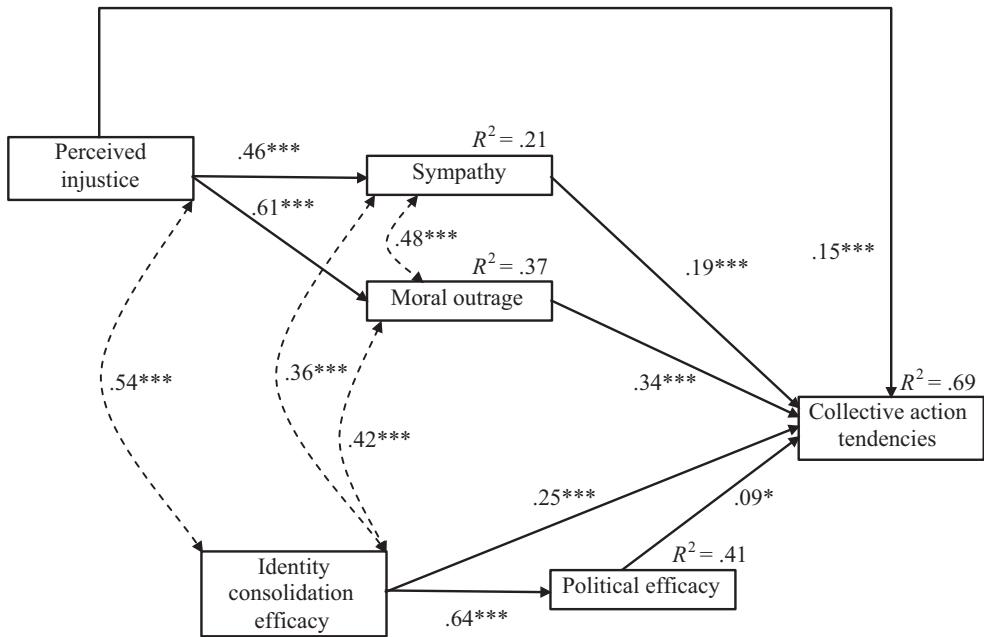 R² = .21
Perceived
injustice
.46***
Sympathy
.61***
.48***
R² = .37
.19***
.15***
Moral outrage
.54***
.36***
.34***
R² = .69
Collective action
tendencies
.42***
.25***
.09*
R² = .41
Identity
consolidation
efficacy
Political efficacy
.64***